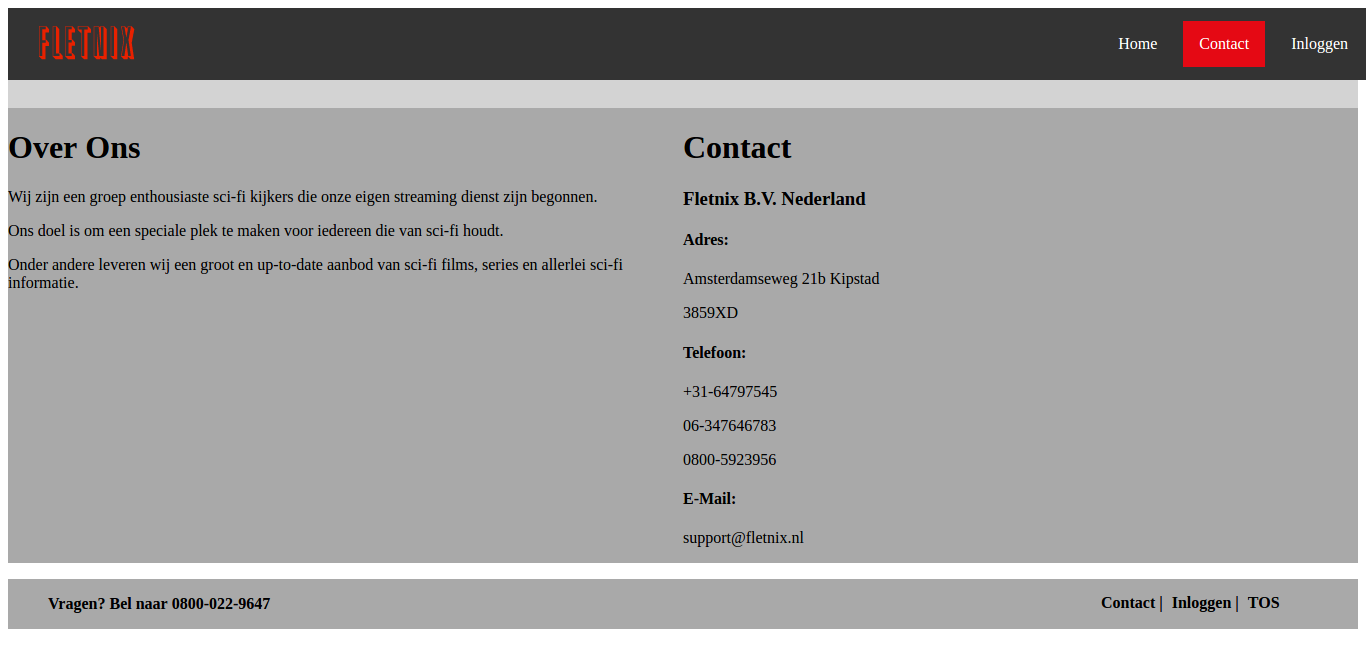 FLETNIX
Home Contact Inloggen
Over Ons
Wij zijn een groep enthousiaste sci-fi kijkers die onze eigen streaming dienst zijn begonnen.
Ons doel is om een speciale plek te maken voor iedereen die van sci-fi houdt.
Onder andere leveren wij een groot en up-to-date aanbod van sci-fi films, series en allerlei sci-fi
informatie.
Contact
Fletnix B.V. Nederland
Adres:
Amsterdamseweg 21b Kipstad
3859XD
Telefoon:
+31-64797545
06-347646783
0800-5923956
E-Mail:
support@fletnix.nl
Vragen? Bel naar 0800-022-9647
Contact | Inloggen | TOS